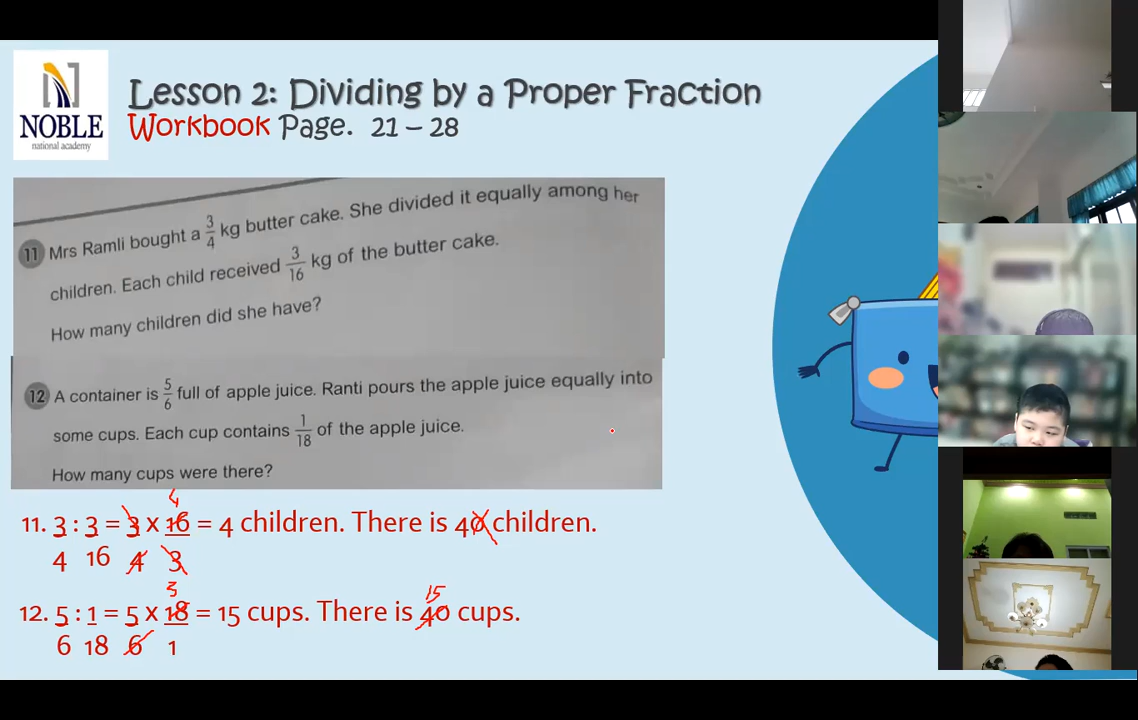 NOBLE
national academy
Lesson 2: Dividing by a Proper Fraction
Workbook Page. 21 – 28
11 Mrs Ramli bought a 3/4 kg butter cake. She divided it equally among her
children. Each child received 3/16 kg of the butter cake.
How many children did she have?
12 A container is 5/6 full of apple juice. Ranti pours the apple juice equally into
some cups. Each cup contains 1/18 of the apple juice.
How many cups were there?
4
11. 3 : 3 = 3 x 16 = 4 children. There is 40 children.
4 16 4 3
3 15
12. 5 : 1 = 5 x 18 = 15 cups. There is 40 cups.
6 18 6 1